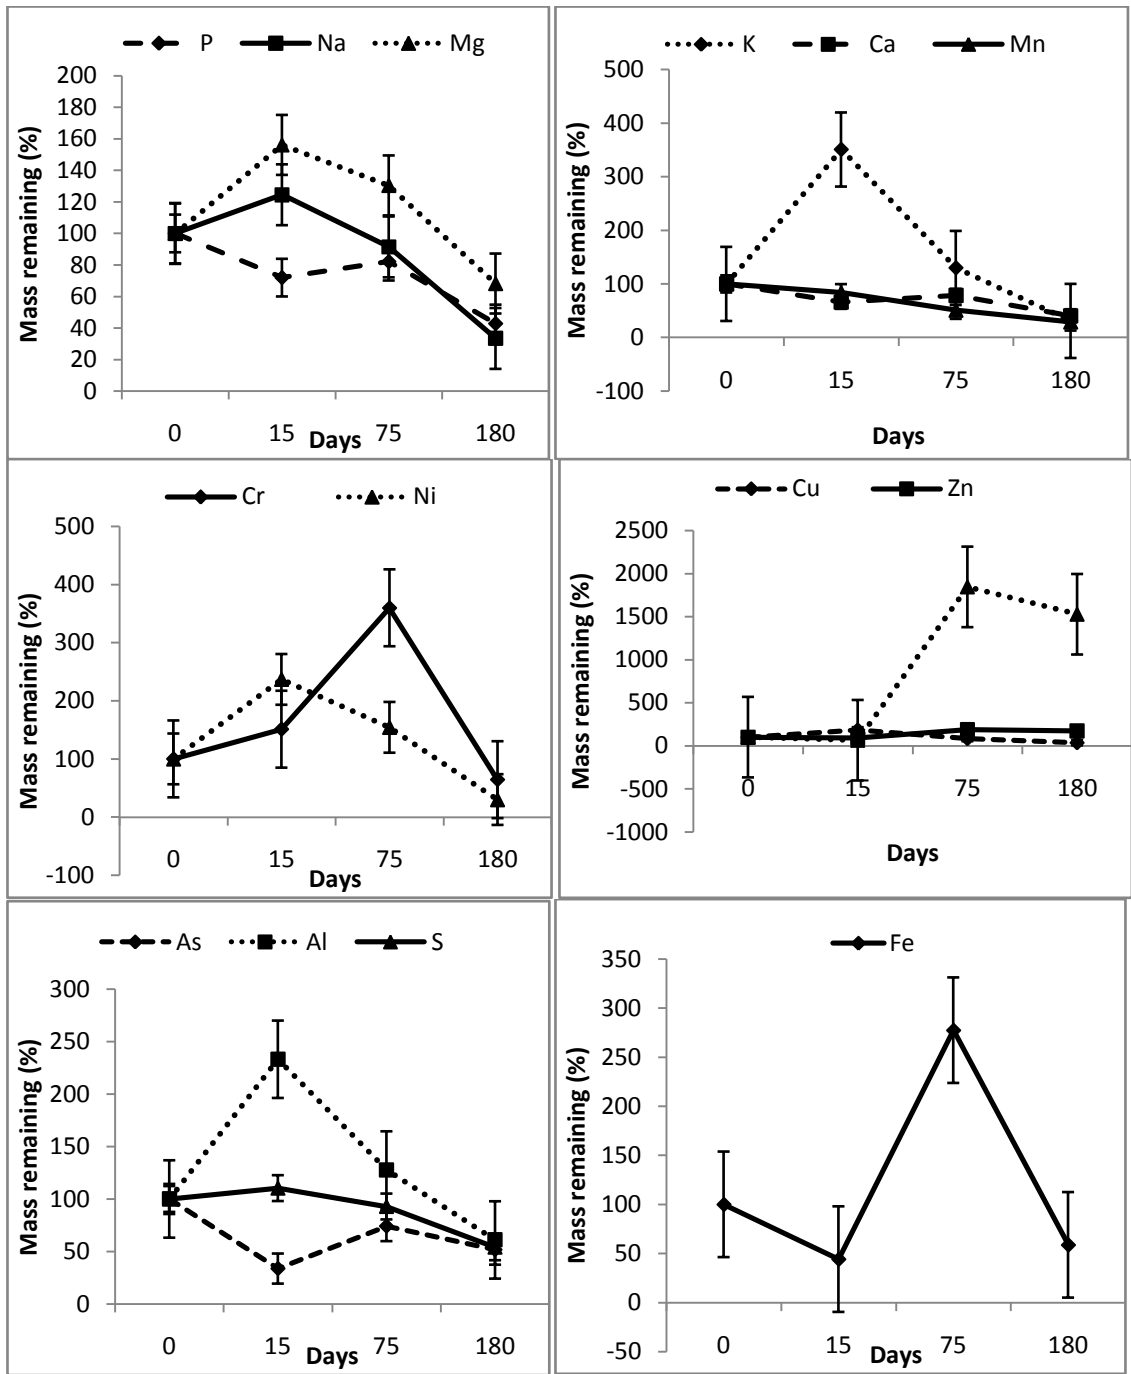 P Na Mg
200
180
160
140
120
100
80
60
40
20
0
Mass remaining (%)
0 15 75 180
Days
K Ca Mn
500
400
300
200
100
0
-100
Mass remaining (%)
0 15 75 180
Days
Cr Ni
500
400
300
200
100
0
-100
Mass remaining (%)
0 15 75 180
Days
Cu Zn
2500
2000
1500
1000
500
0
-500
-1000
Mass remaining (%)
0 15 75 180
Days
As Al S
300
250
200
150
100
50
0
Mass remaining (%)
0 15 75 180
Days
Fe
350
300
250
200
150
100
50
0
-50
Mass remaining (%)
0 15 75 180
Days